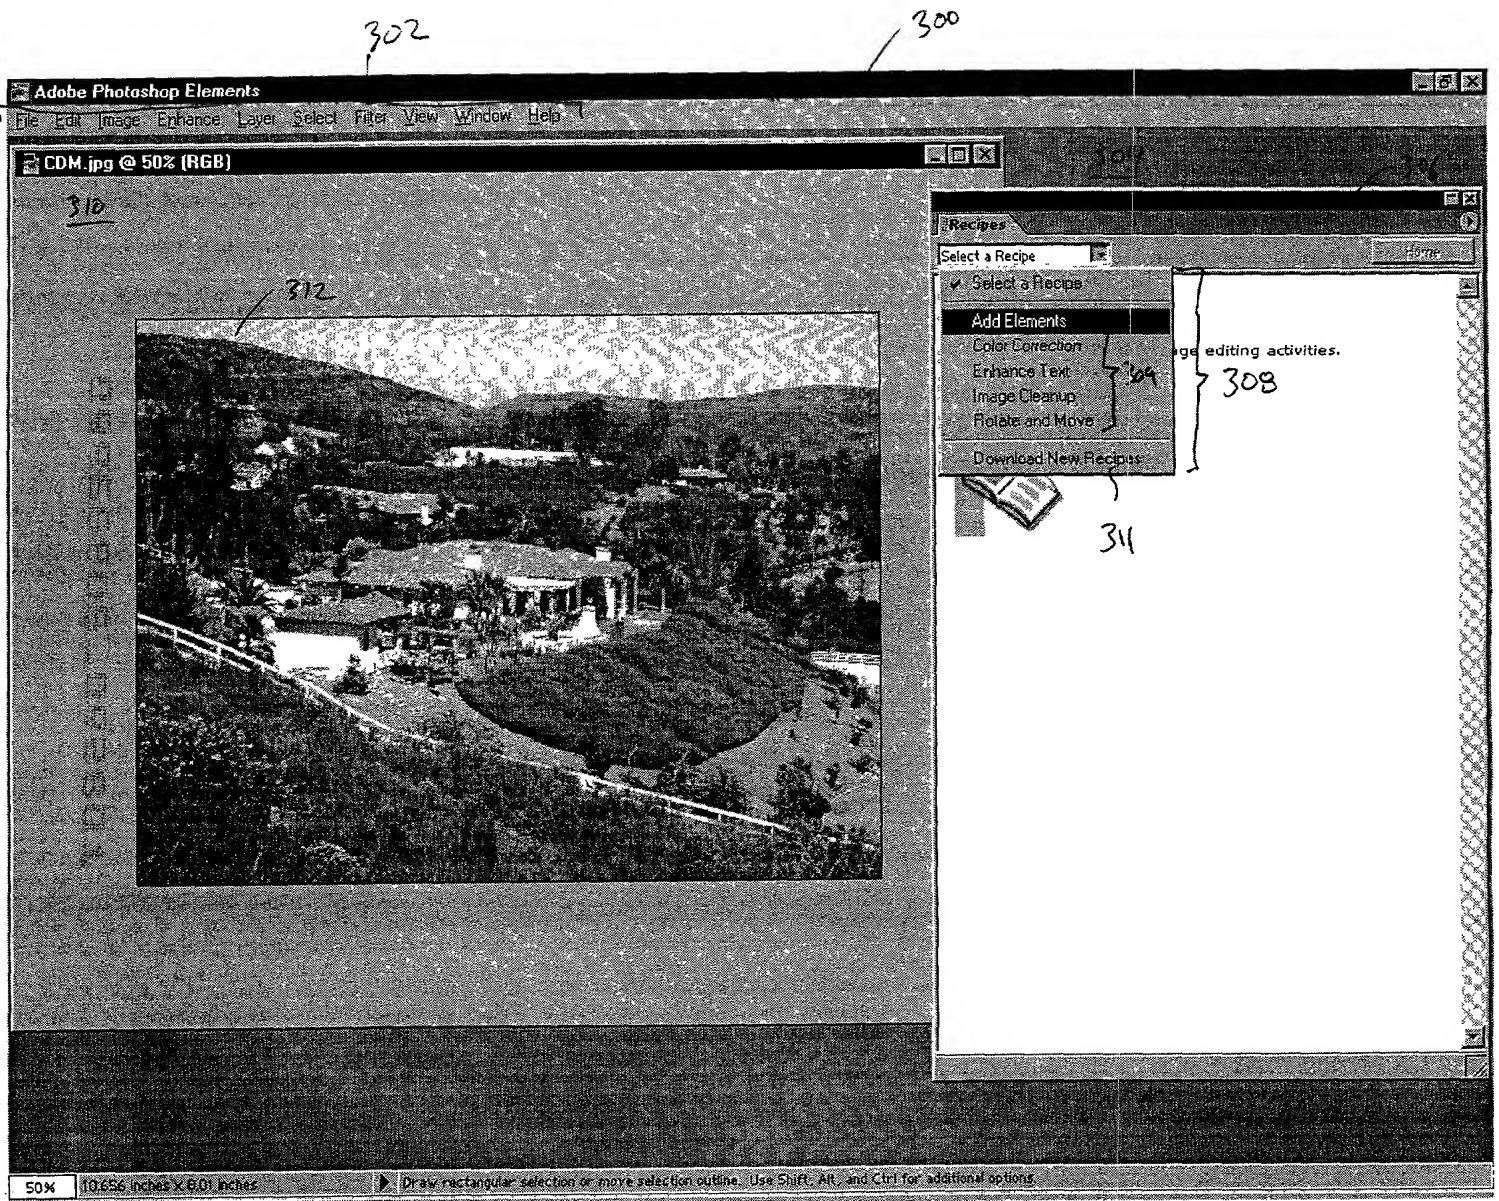 302
300
Adobe Photoshop Elements
File Edit Image Enhance Layer Select Filter View Window Help
CDM.jpg @ 50% (RGB)
310
312
Recipes
Select a Recipe
Home
✓ Select a Recipe
Add Elements
Color Correction
Enhance Text
Image Cleanup
Rotate and Move
Download New Recipes
ge editing activities.
309
308
311
50%
10.656 inches x 8.01 inches
Draw rectangular selection or move selection outline. Use Shift, Alt, and Ctrl for additional options.